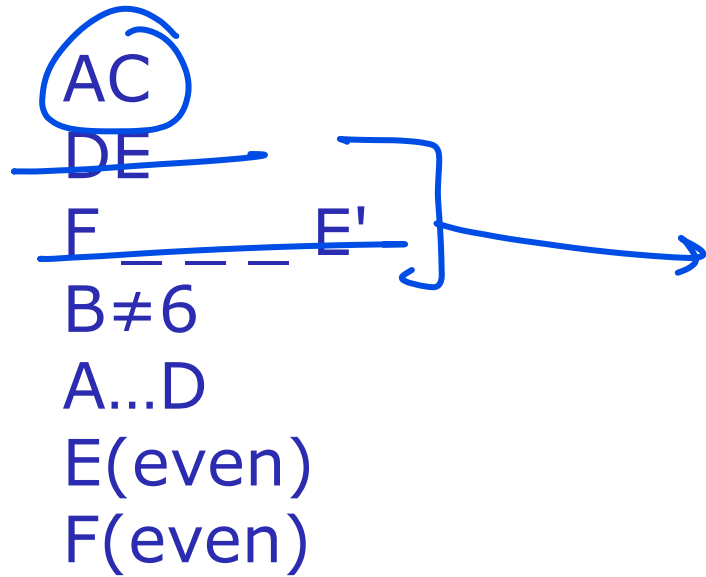 AC
DE
F _ _ _ E'
B≠6
A...D
E(even)
F(even)